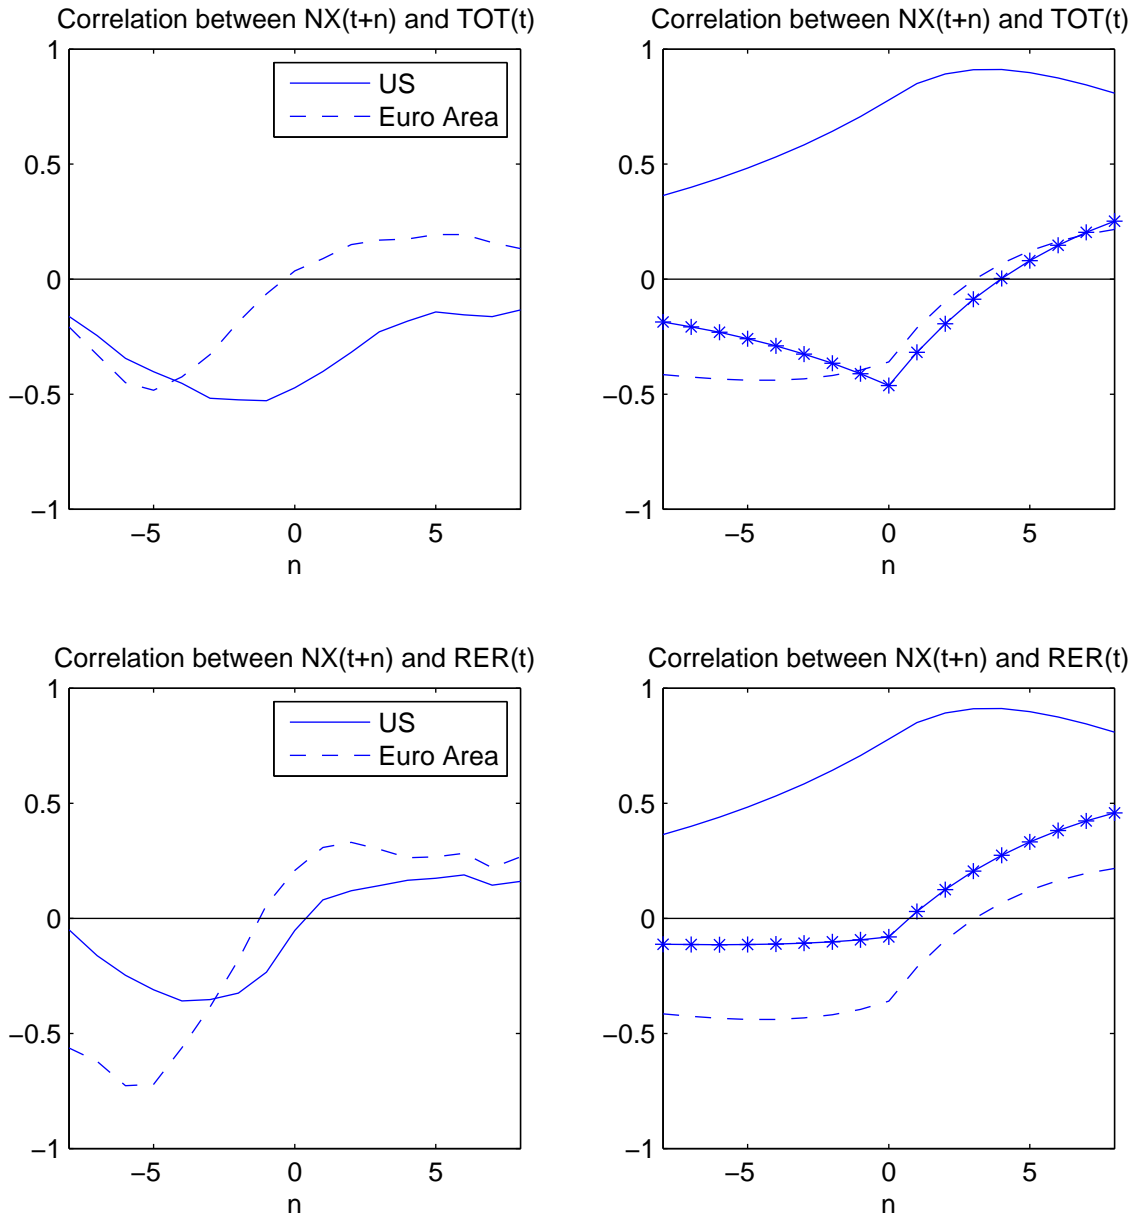 Correlation between NX(t+n) and TOT(t)
1
0.5
0
−0.5
−1
−5 0 5
n
US
Euro Area
Correlation between NX(t+n) and TOT(t)
1
0.5
0
−0.5
−1
−5 0 5
n
Correlation between NX(t+n) and RER(t)
1
0.5
0
−0.5
−1
−5 0 5
n
US
Euro Area
Correlation between NX(t+n) and RER(t)
1
0.5
0
−0.5
−1
−5 0 5
n